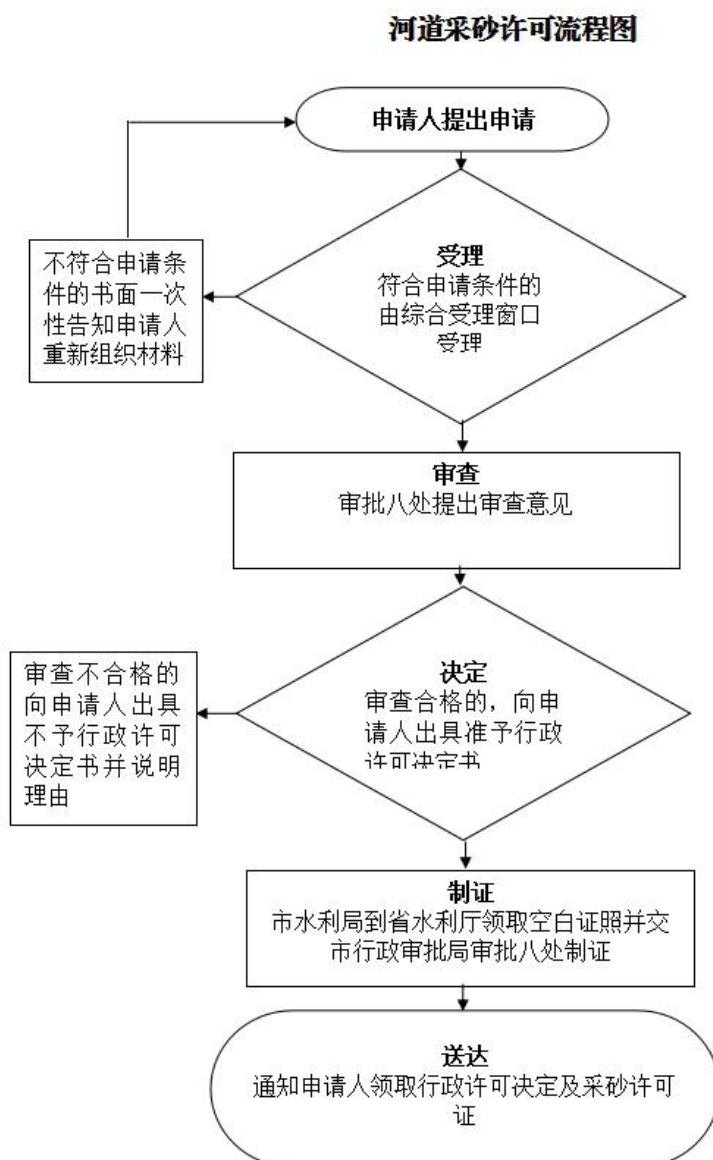 河道采砂许可流程图
申请人提出申请
受理
符合申请条件的
由综合受理窗口
受理
不符合申请条
件的书面一次
性告知申请人
重新组织材料
审查
审批八处提出审查意见
决定
审查合格的，向申
请人出具准予行政
许可决定书
审查不合格的
向申请人出具
不予行政许可
决定书并说明
理由
制证
市水利局到省水利厅领取空白证照并交
市行政审批局审批八处制证
送达
通知申请人领取行政许可决定及采砂许可
证